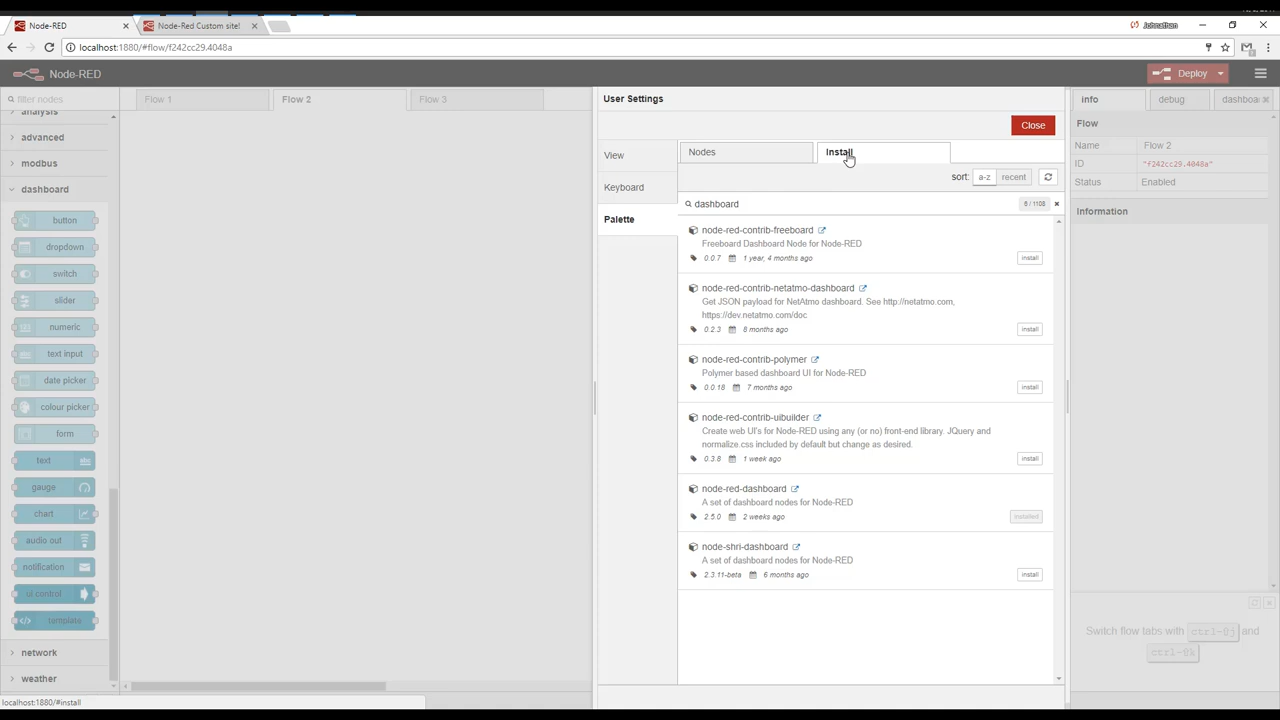 Node-RED
Node-Red Custom site!
Johnathan
localhost:1880/#flow/f242cc29.4048a
Node-RED
Deploy
filter nodes
Flow 1
Flow 2
Flow 3
User Settings
info
debug
dashboa
analysis
advanced
modbus
dashboard
button
dropdown
switch
slider
numeric
text input
date picker
colour picker
form
text
gauge
chart
audio out
notification
ui control
template
network
weather
localhost:1880/#install
Close
View
Keyboard
Palette
Nodes
Install
sort: a-z recent
dashboard
6 / 1108
node-red-contrib-freeboard
Freeboard Dashboard Node for Node-RED
0.0.7 1 year, 4 months ago
install
node-red-contrib-netatmo-dashboard
Get JSON payload for NetAtmo dashboard. See http://netatmo.com,
https://dev.netatmo.com/doc
0.2.3 8 months ago
install
node-red-contrib-polymer
Polymer based dashboard UI for Node-RED
0.0.18 7 months ago
install
node-red-contrib-uibuilder
Create web UI's for Node-RED using any (or no) front-end library. JQuery and
normalize.css included by default but change as desired.
0.3.8 1 week ago
install
node-red-dashboard
A set of dashboard nodes for Node-RED
2.5.0 2 weeks ago
installed
node-shri-dashboard
A set of dashboard nodes for Node-RED
2.3.11-beta 6 months ago
install
Flow
Name Flow 2
ID "f242cc29.4048a"
Status Enabled
Information
Switch flow tabs with ctrl-⇧j and
ctrl-⇧k